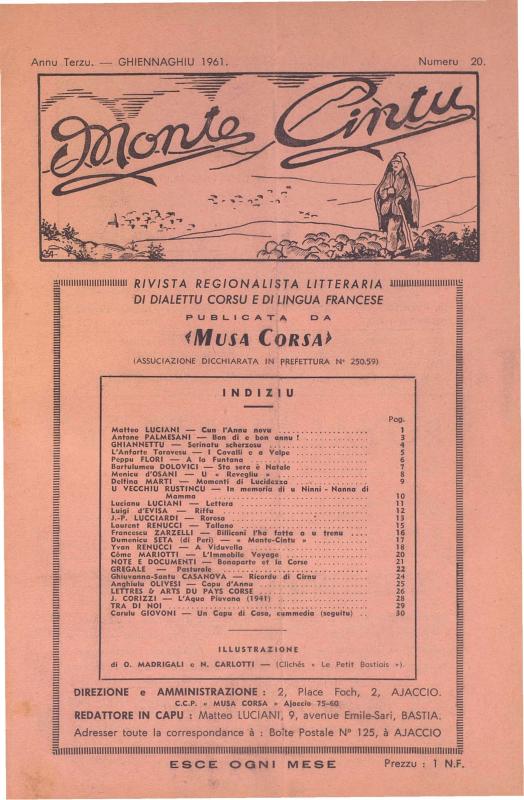 Annu Terzu. — GHIENNAGHIU 1961.
Numeru 20.
Monte Cintu
RIVISTA REGIONALISTA LITTERARIA
DI DIALETTU CORSU E DI LINGUA FRANCESE
PUBLICATA DA
«MUSA CORSA»
(ASSUCIAZIONE DICCHIARATA IN PREFETTURA N° 250.59)
INDIZIU
Pag.
Matteo LUCIANI — Cun l'Annu novu 1
Antone PALMESANI — Bon di e bon annu ! 3
GHIANNETTU — Serinatu scherzosu 4
L'Anfarte Taravesu — I Cavalli e a Volpe 5
Peppu FLORI — A la Funtana 6
Bartulumeu DOLOVICI — Sta sera è Natale 7
Menicu d'OSANI — U « Revegliu » 8
Delfina MARTI — Momenti di Lucidezza 9
U VECCHIU RUSTINCU — In memoria di u Ninni - Nanna di
Mamma 10
Lucianu LUCIANI — Lettera 11
Luigi d'EVISA — Riffu 12
J.-P. LUCCIARDI — Rorosa 13
Laurent RENUCCI — Tallano 15
Francescu ZARZELLI — Billiconi l'ha fatta a u trenu 16
Dumenicu SETA (di Peri) — « Monte-Cintu » 17
Yvan RENUCCI — A Viduvella 18
Côme MARIOTTI — L'Immobile Voyage 20
NOTE E DOCUMENTI — Bonaparte et la Corse 21
GREGALE — Pasturale 22
Ghiuvanna-Santu CASANOVA — Ricordu di Cirnu 24
Anghiulu OLIVESI — Capu d'Annu 25
LETTRES & ARTS DU PAYS CORSE 26
J. CORIZZI — L'Aqua Piuvana (1941) 28
TRA DI NOI 29
Carulu GIOVONI — Un Capu di Casa, cummedia (seguitu) 30
ILLUSTRAZIONE
di O. MADRIGALI e N. CARLOTTI — (Clichés « Le Petit Bastiais »).
DIREZIONE e AMMINISTRAZIONE : 2, Place Foch, 2, AJACCIO.
C.C.P. « MUSA CORSA » Ajaccio 75-60
REDATTORE IN CAPU : Matteo LUCIANI, 9, avenue Emile-Sari, BASTIA.
Adresser toute la correspondance à : Boîte Postale N° 125, à AJACCIO
ESCE OGNI MESE
Prezzu : 1 N.F.